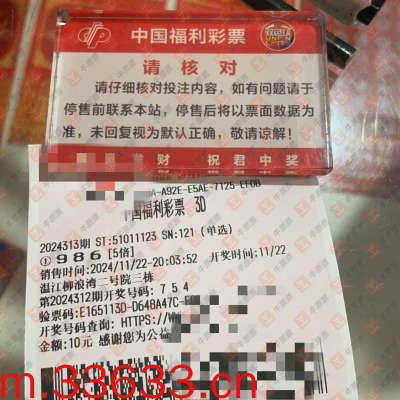 中国福利彩票
请核对
请仔细核对投注内容，如有问题请于
停售前联系本站，停售后将以票面数据为
准，未回复视为默认正确，敬请谅解！
财 祝君中奖
A-A92E-E5AE-7125-EF0B
中国福利彩票 3D
2024313期 ST:51011123 SN:121 (单选)
① 986 [5倍]
销售时间:2024/11/22-20:03:52 开奖时间:11/22
温江柳浪湾二号院三栋
第2024312期开奖号码: 7 5 4
验票码:E165113D-D64BA47C-F
开奖号码查询: HTTPS://WW
金额:10元 感谢您为公益
m.33633.cn